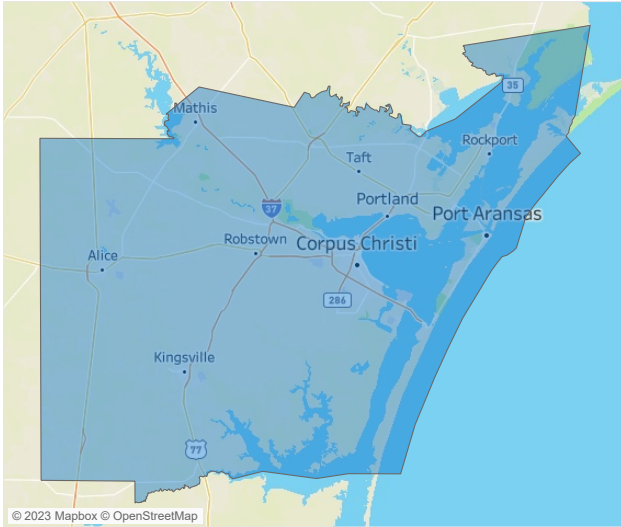 35
Mathis
Rockport
Taft
Portland
37
Port Aransas
Robstown
Corpus Christi
Alice
286
Kingsville
77
© 2023 Mapbox © OpenStreetMap